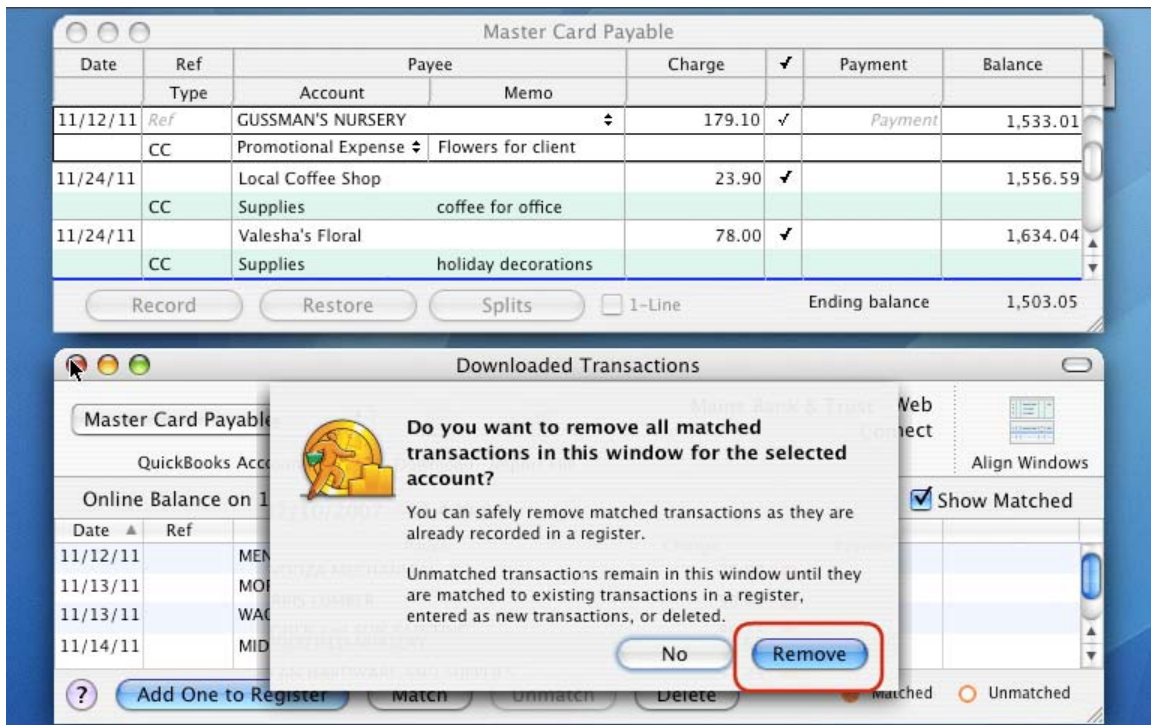 Master Card Payable
Date Ref Payee Charge ✓ Payment Balance
Type Account Memo
11/12/11 Ref GUSSMAN'S NURSERY 179.10 ✓ Payment 1,533.01
CC Promotional Expense Flowers for client
11/24/11 Local Coffee Shop 23.90 ✓ 1,556.59
CC Supplies coffee for office
11/24/11 Valesha's Floral 78.00 ✓ 1,634.04
CC Supplies holiday decorations
Record Restore Splits 1-Line Ending balance 1,503.05
Downloaded Transactions
Master Card Payable
Web
Align Windows
QuickBooks
Online Balance on
Show Matched
Do you want to remove all matched
transactions in this window for the selected
account?
You can safely remove matched transactions as they are
already recorded in a register.
Unmatched transactions remain in this window until they
are matched to existing transactions in a register,
entered as new transactions, or deleted.
No Remove
Date Ref
11/12/11 MEN
11/13/11 MOR
11/13/11 WAG
11/14/11 MID
? Add One to Register Match Unmatch Delete Matched Unmatched